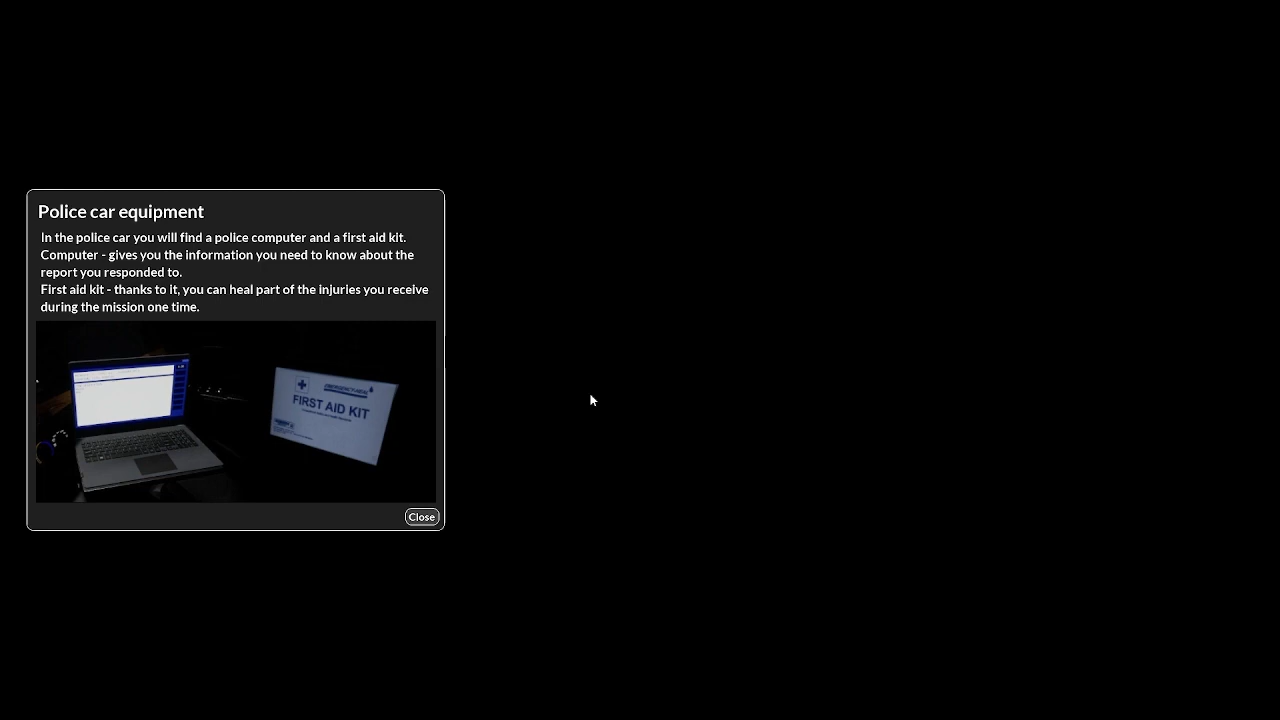 Police car equipment
In the police car you will find a police computer and a first aid kit.
Computer - gives you the information you need to know about the
report you responded to.
First aid kit - thanks to it, you can heal part of the injuries you receive
during the mission one time.
FIRST AID KIT
Close